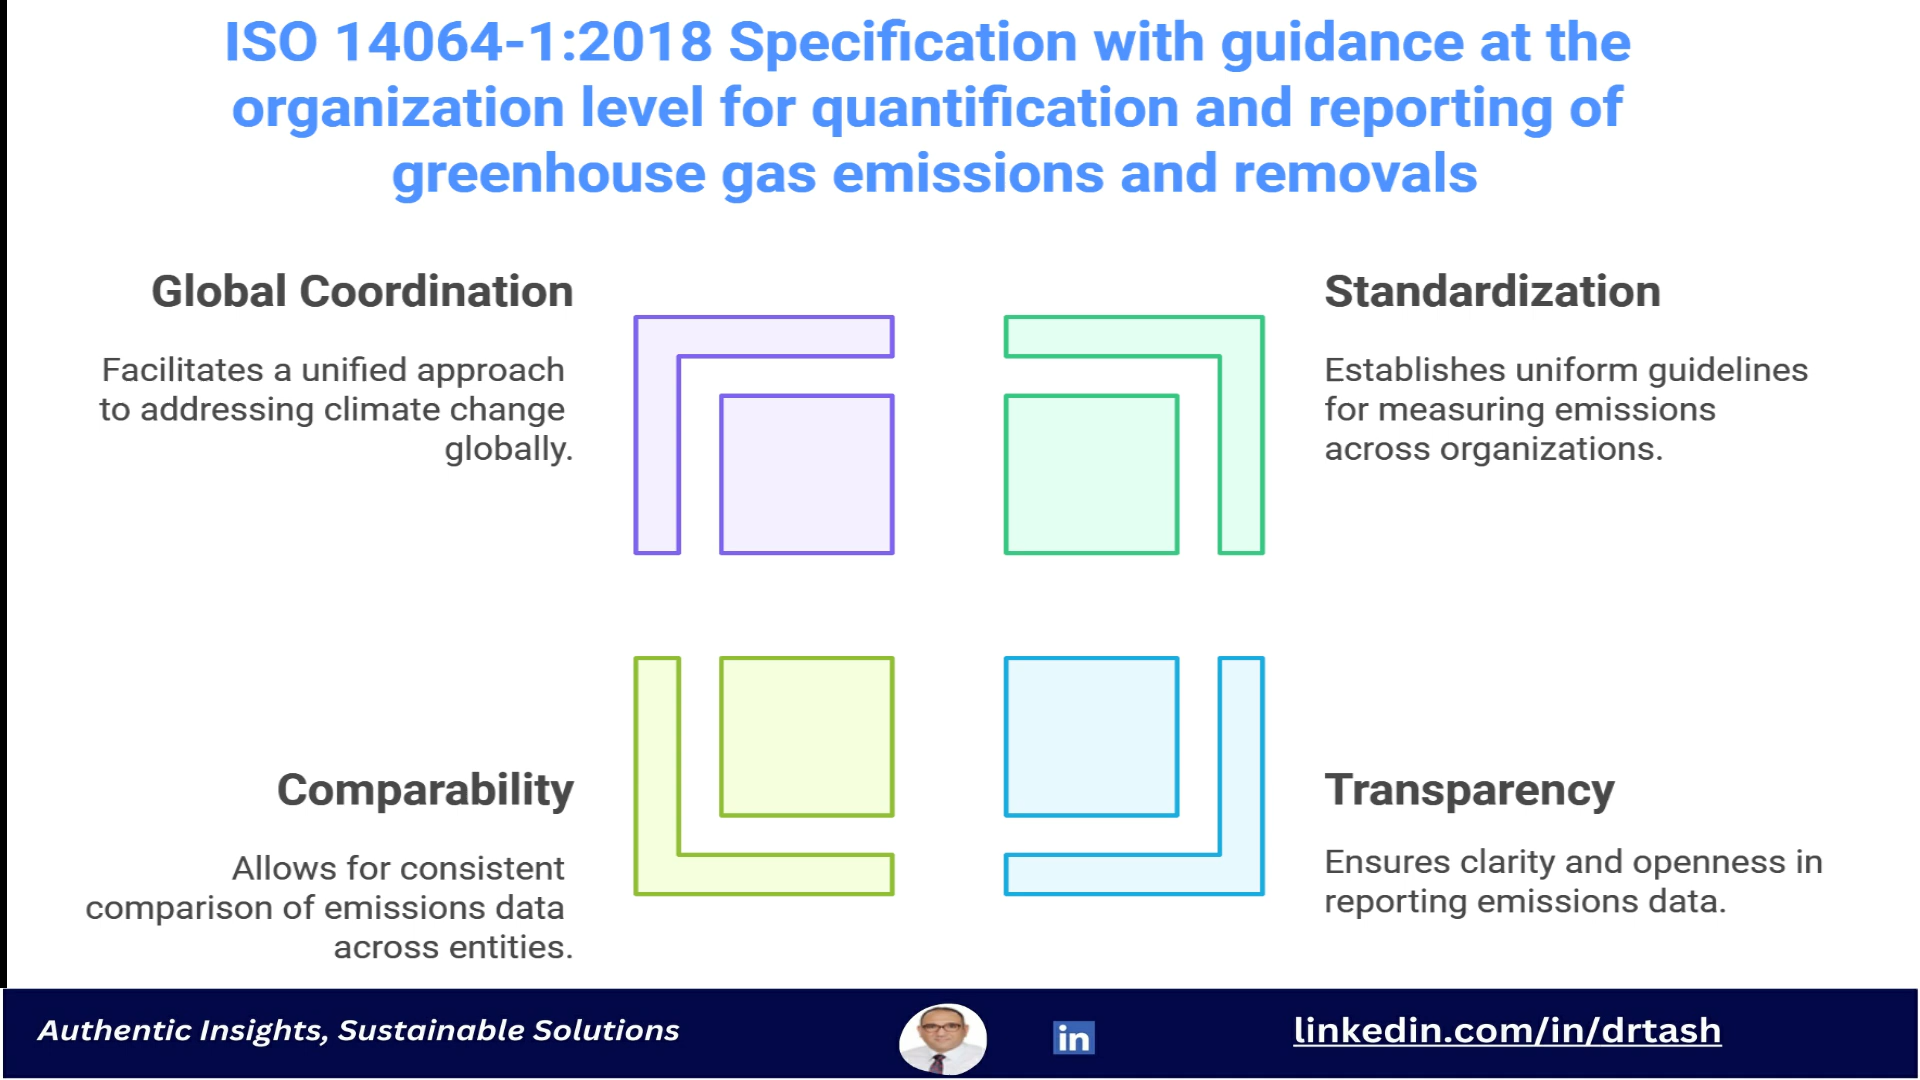 ISO 14064-1:2018 Specification with guidance at the
organization level for quantification and reporting of
greenhouse gas emissions and removals
Global Coordination
Facilitates a unified approach
to addressing climate change
globally.
Standardization
Establishes uniform guidelines
for measuring emissions
across organizations.
Comparability
Allows for consistent
comparison of emissions data
across entities.
Transparency
Ensures clarity and openness in
reporting emissions data.
Authentic Insights, Sustainable Solutions
in
linkedin.com/in/drtash